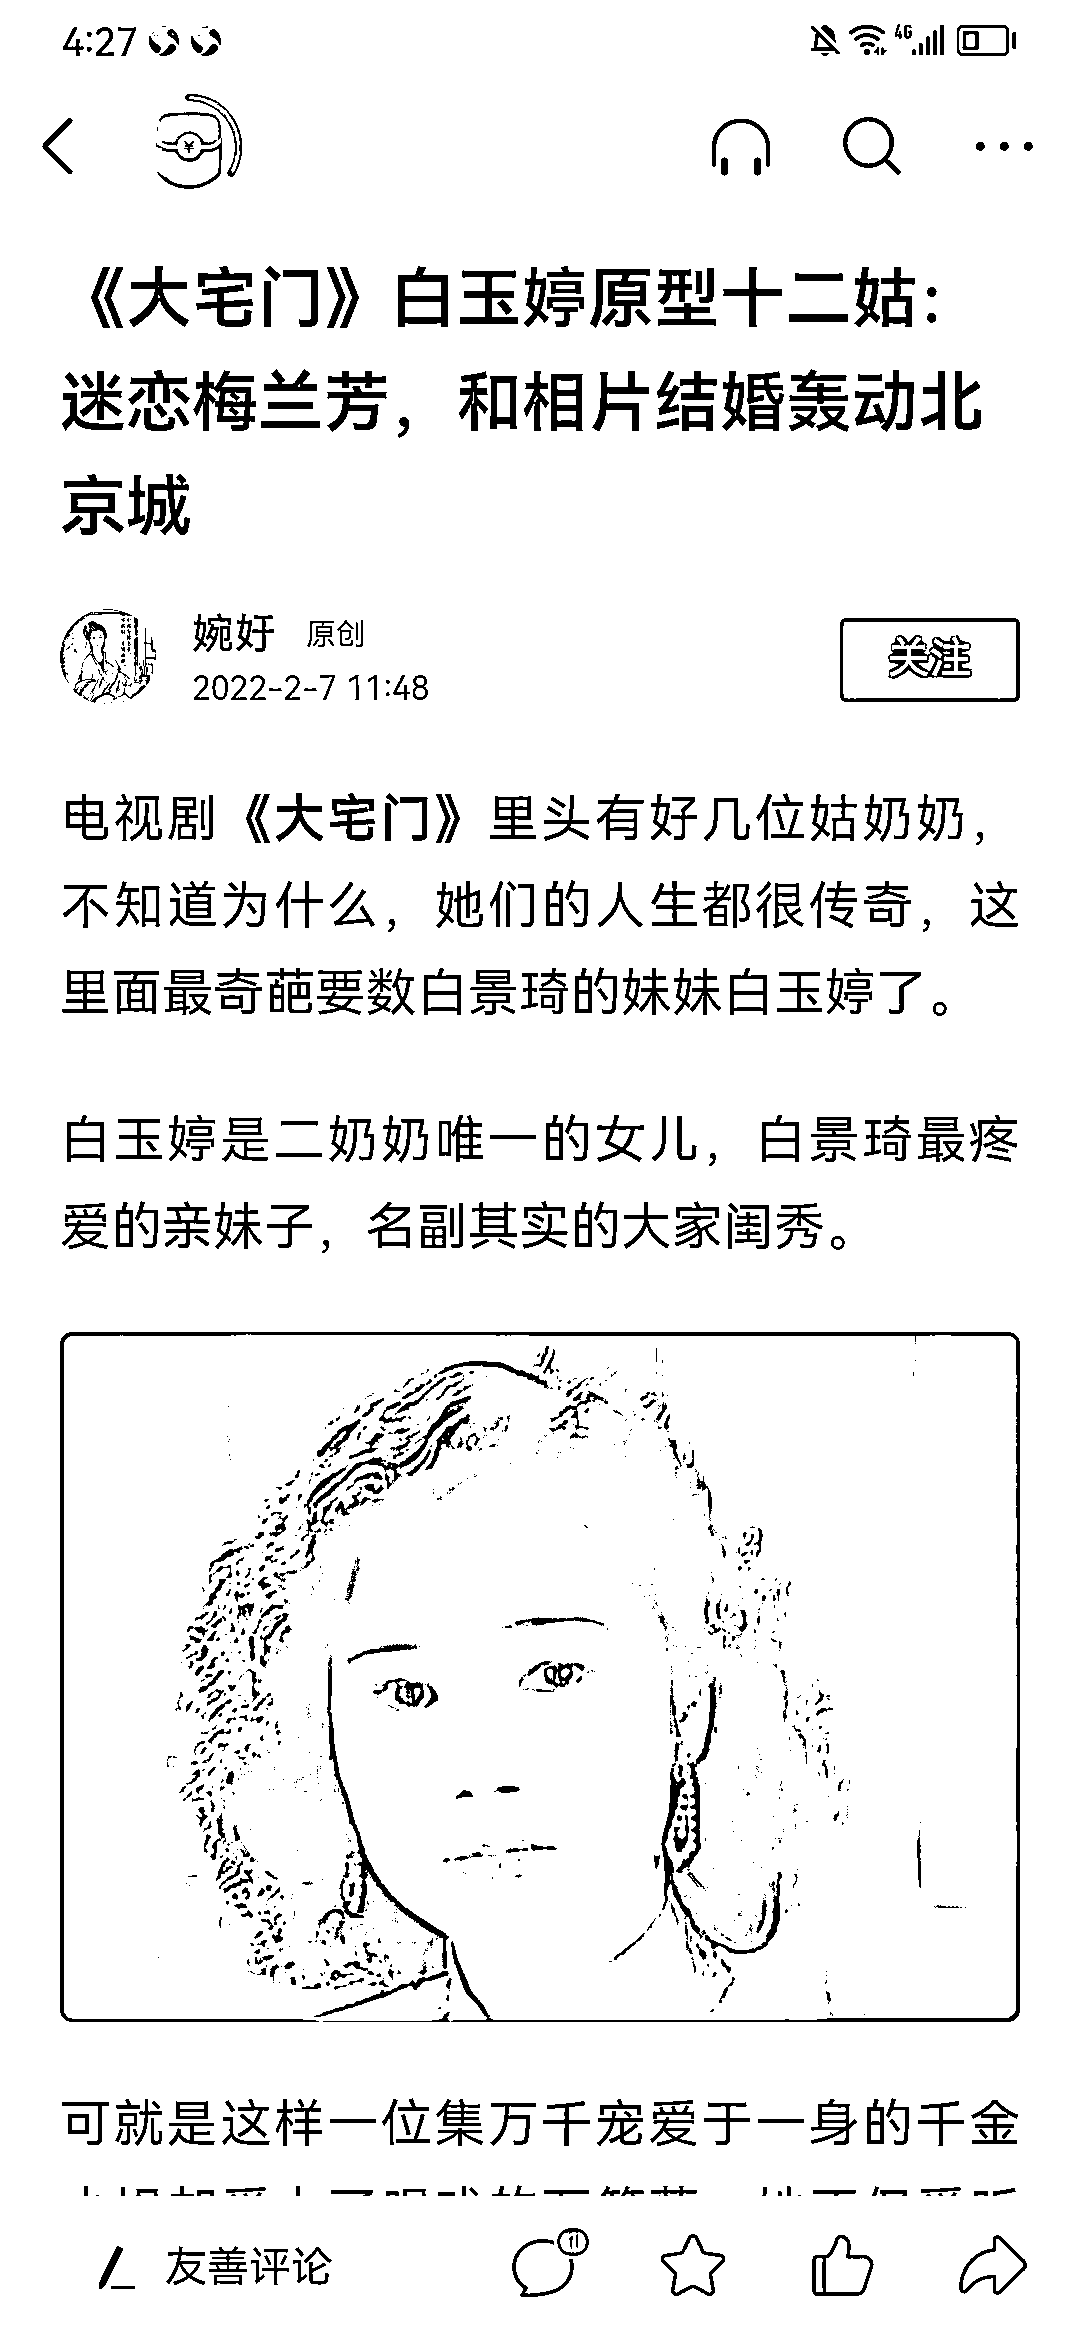 4:27
4G
¥
《大宅门》白玉婷原型十二姑：
迷恋梅兰芳，和相片结婚轰动北
京城
婉好 原创
2022-2-7 11:48
关注
电视剧《大宅门》里头有好几位姑奶奶，
不知道为什么，她们的人生都很传奇，这
里面最奇葩要数白景琦的妹妹白玉婷了。
白玉婷是二奶奶唯一的女儿，白景琦最疼
爱的亲妹子，名副其实的大家闺秀。
可就是这样一位集万千宠爱于一身的千金
友善评论
11